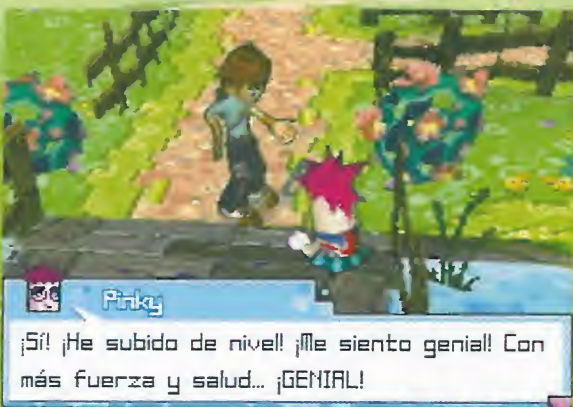 Pinky
¡Sí! ¡He subido de nivel! ¡Me siento genial! Con
más fuerza y salud... ¡GENIAL!